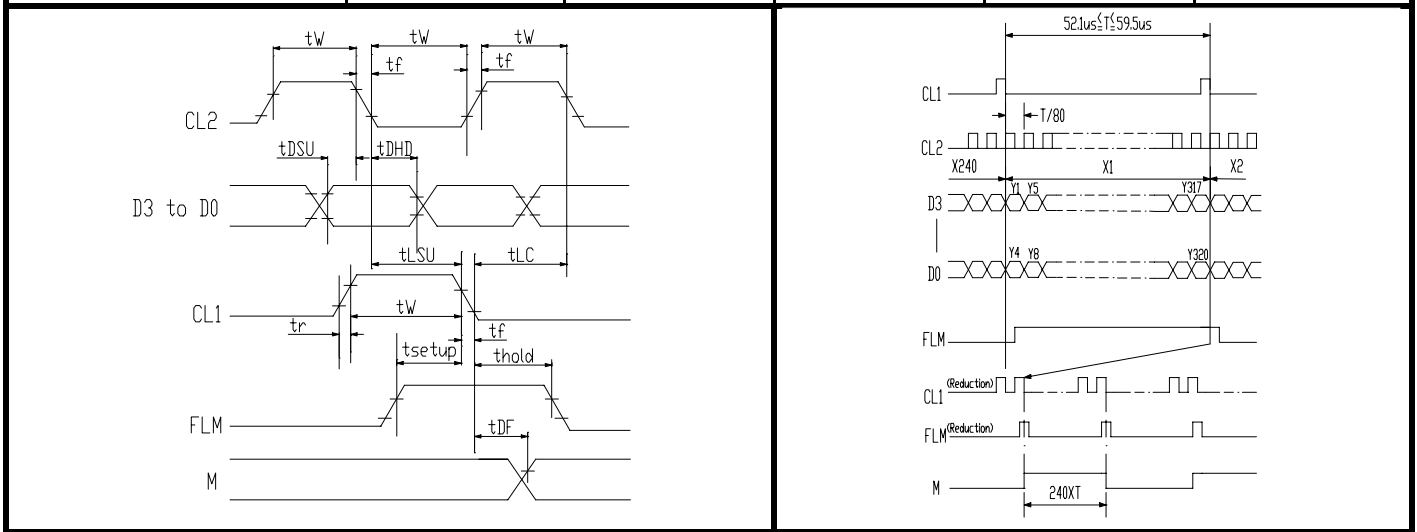 tW tW tW
tf tf
CL2
tDSU tDHD
D3 to D0
tLSU tLC
CL1
tW
tr tf
tsetup thold
FLM
tDF
M
52.1us≦T≦59.5us
CL1
T/80
CL2
X240 X1 X2
Y1 Y5 Y317
D3
Y4 Y8 Y320
D0
FLM
CL1 (Reduction)
FLM (Reduction)
M
240XT